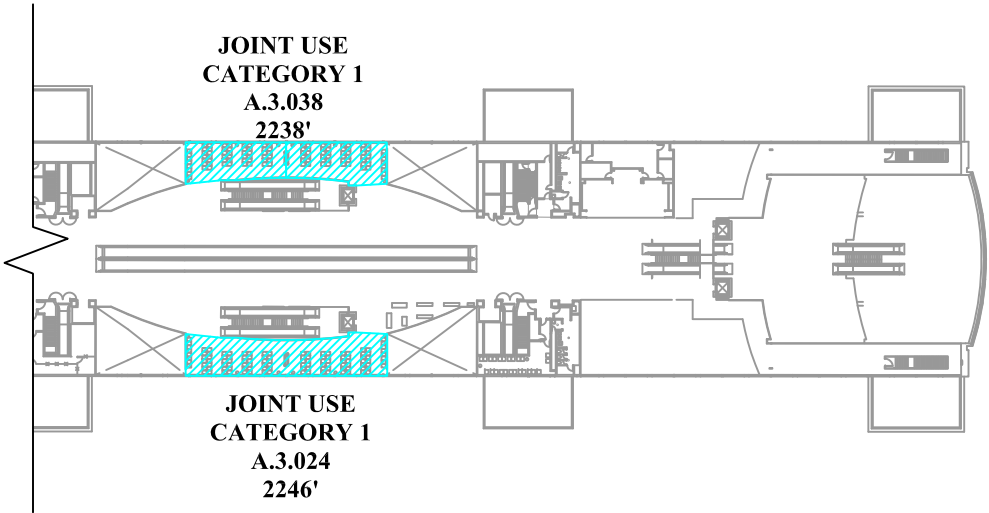 JOINT USE
CATEGORY 1
A.3.038
2238'
JOINT USE
CATEGORY 1
A.3.024
2246'